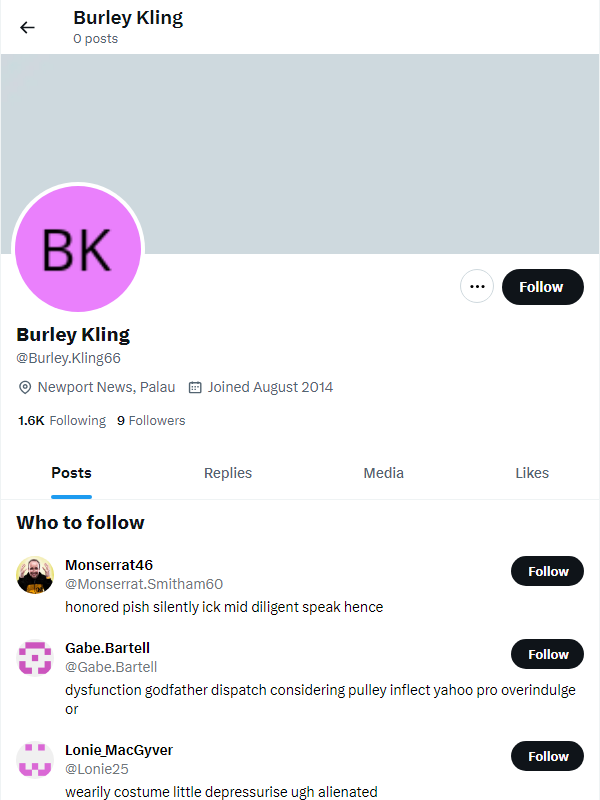 Burley Kling
0 posts
BK
Follow
Burley Kling
@Burley.Kling66
Newport News, Palau Joined August 2014
1.6K Following 9 Followers
Posts Replies Media Likes
Who to follow
Monserrat46
@Monserrat.Smitham60
Follow
honored pish silently ick mid diligent speak hence
Gabe.Bartell
@Gabe.Bartell
Follow
dysfunction godfather dispatch considering pulley inflect yahoo pro overindulge
or
Lonie_MacGyver
@Lonie25
Follow
wearily costume little depressurise ugh alienated